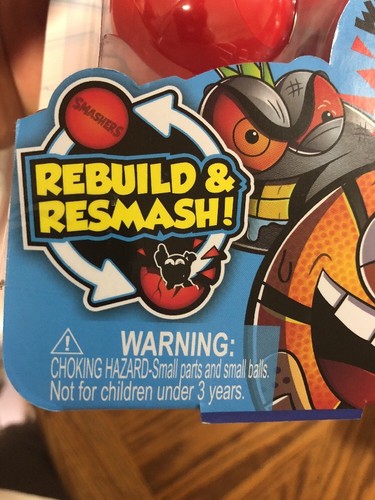 SMASHERS
REBUILD &
RESMASH!
WARNING:
CHOKING HAZARD-Small parts and small balls.
Not for children under 3 years.